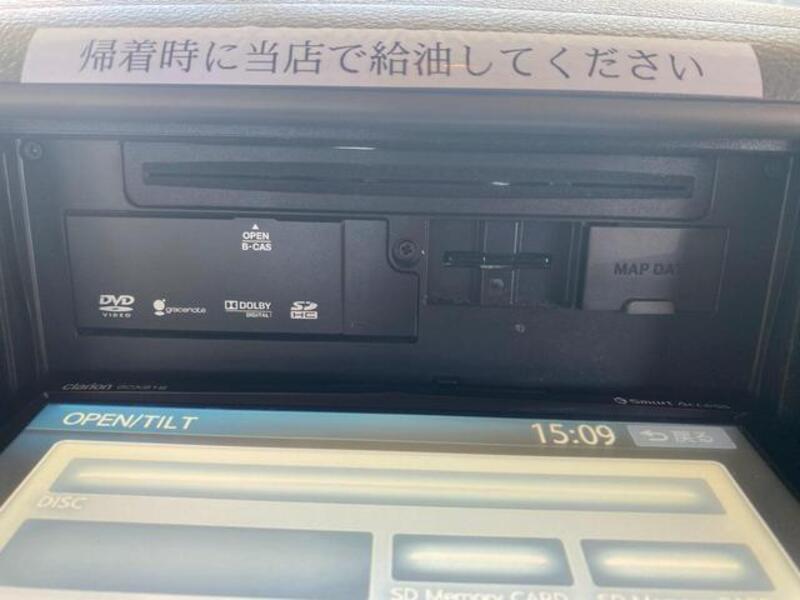 帰着時に当店で給油してください
OPEN
B-CAS
DVD
VIDEO
gracenote
DOLBY
DIGITAL
SD
HC
MAP DAT
clarion
Smart Access
OPEN/TILT
15:09
戻る
DISC
SD Memory CARD